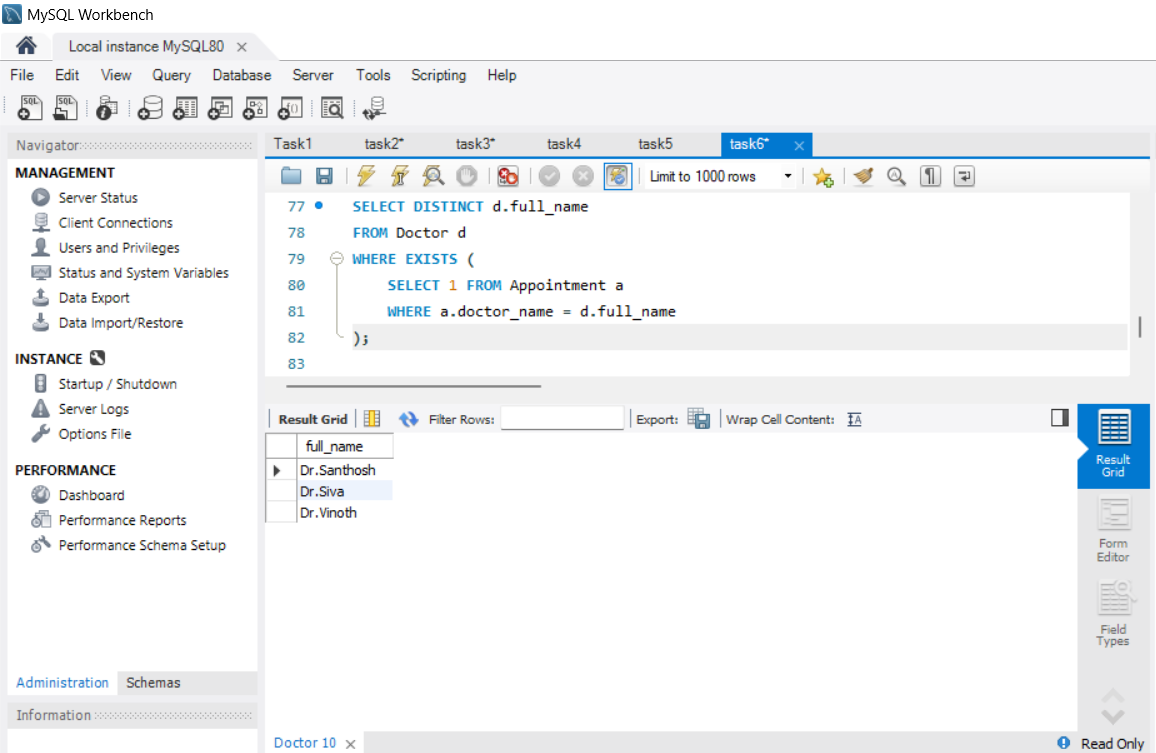 MySQL Workbench
Local instance MySQL80
File Edit View Query Database Server Tools Scripting Help
Navigator
MANAGEMENT
Server Status
Client Connections
Users and Privileges
Status and System Variables
Data Export
Data Import/Restore
INSTANCE
Startup / Shutdown
Server Logs
Options File
PERFORMANCE
Dashboard
Performance Reports
Performance Schema Setup
Administration Schemas
Information
Task1 task2* task3* task4 task5 task6*
Limit to 1000 rows
77 SELECT DISTINCT d.full_name
78 FROM Doctor d
79 WHERE EXISTS (
80 SELECT 1 FROM Appointment a
81 WHERE a.doctor_name = d.full_name
82 );
83
Result Grid Filter Rows: Export: Wrap Cell Content:
full_name
Dr.Santhosh
Dr.Siva
Dr.Vinoth
Result
Grid
Form
Editor
Field
Types
Doctor 10
Read Only